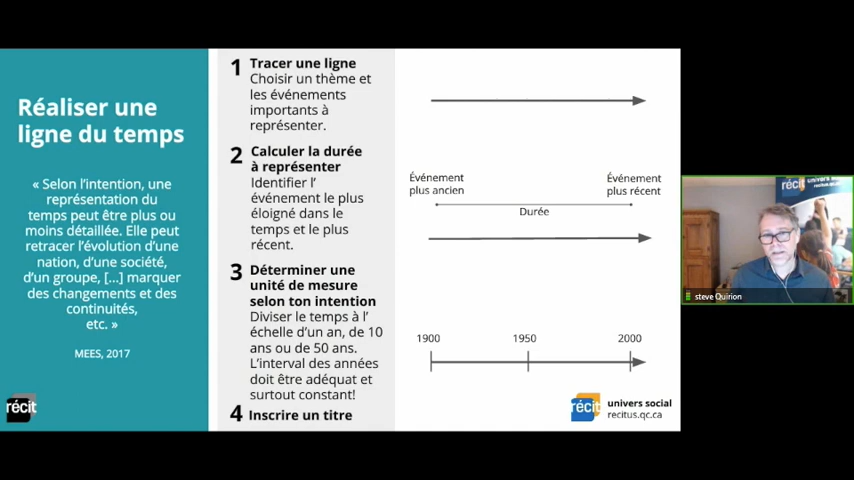 Réaliser une
ligne du temps
« Selon l'intention, une
représentation du
temps peut être plus ou
moins détaillée. Elle peut
retracer l'évolution d'une
nation, d'une société,
d'un groupe, [...] marquer
des changements et des
continuités,
etc. »
MEES, 2017
récit
1 Tracer une ligne
Choisir un thème et
les événements
importants à
représenter.
2 Calculer la durée
à représenter
Identifier l'
événement le plus
éloigné dans le
temps et le plus
récent.
3 Déterminer une
unité de mesure
selon ton intention
Diviser le temps à l'
échelle d'un an, de 10
ans ou de 50 ans.
L'interval des années
doit être adéquat et
surtout constant!
4 Inscrire un titre
Événement
plus ancien
Événement
plus récent
Durée
1900 1950 2000
récit
univers social
recitus.qc.ca
récit
univers social
recitus.qc.ca
steve Quirion